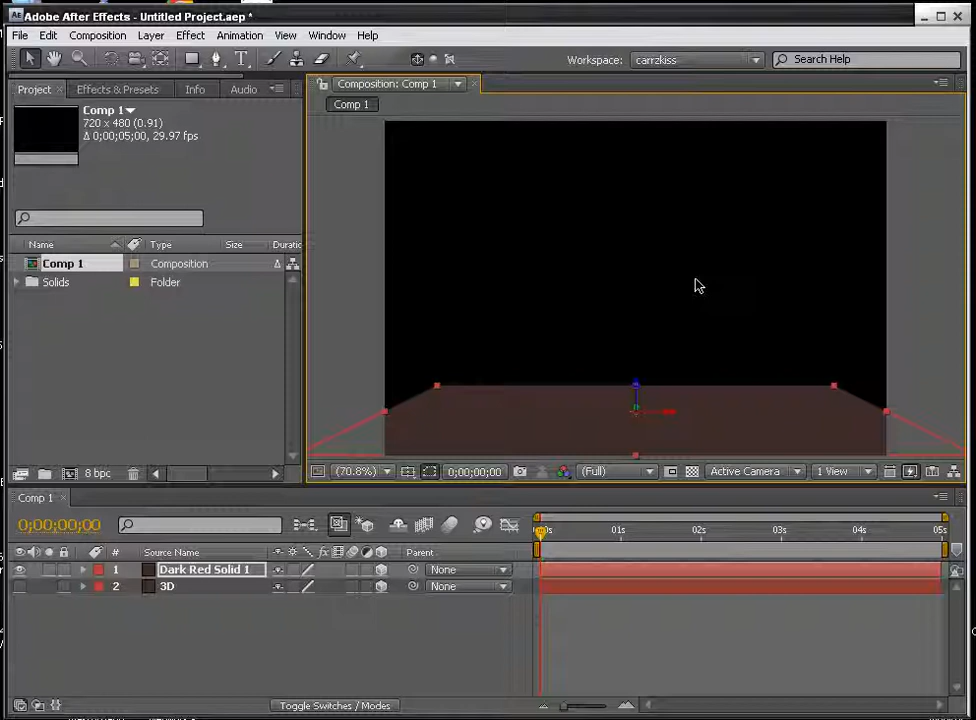 Adobe After Effects - Untitled Project.aep *
File Edit Composition Layer Effect Animation View Window Help
Workspace: carrzkiss Search Help
Project Effects & Presets Info Audio Composition: Comp 1
Comp 1
Comp 1
720 x 480 (0.91)
Δ 0;00;05;00, 29.97 fps
Name Type Size Duratic
Comp 1 Composition
Solids Folder
8 bpc (70.8%) 0;00;00;00 (Full) Active Camera 1 View
Comp 1
0;00;00;00 00s 01s 02s 03s 04s 05s
# Source Name fx Parent
1 Dark Red Solid 1 None
2 3D None
Toggle Switches / Modes